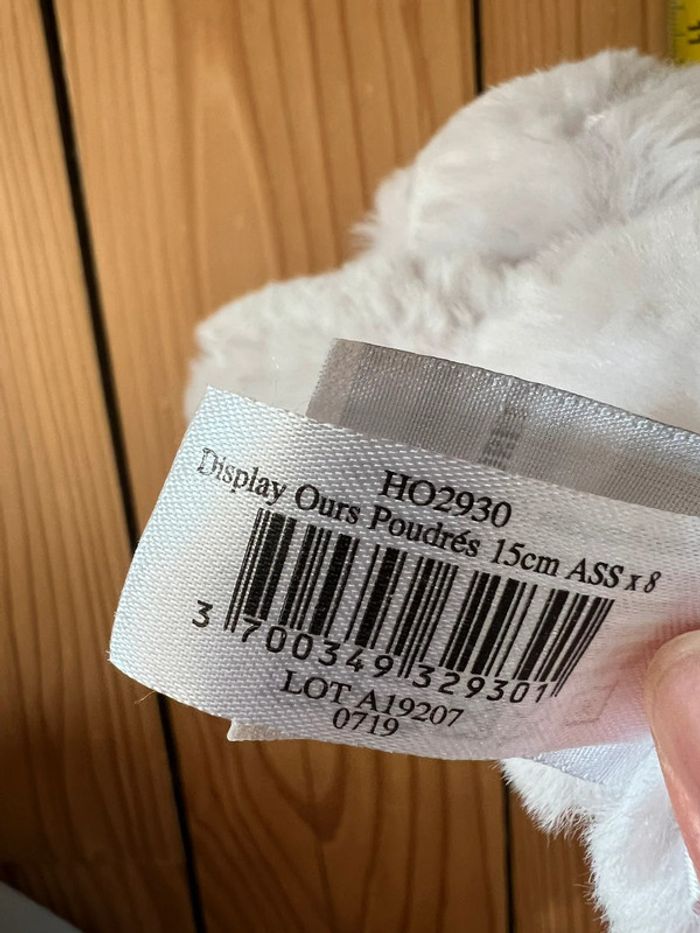 HO2930
Display Ours Poudrés 15cm ASS x 8
3 700349 329301
LOT A19207
0719